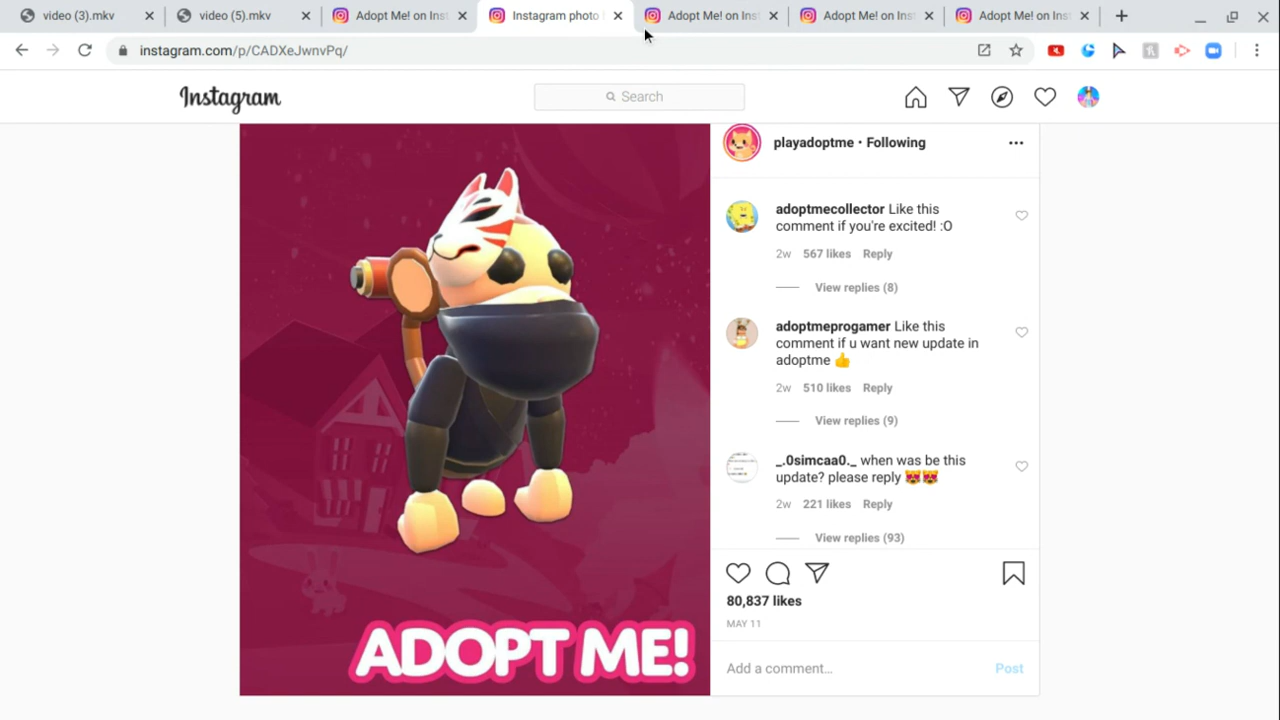 video (3).mkv
video (5).mkv
Adopt Me! on Inst
Instagram photo
Adopt Me! on Inst
Adopt Me! on Inst
Adopt Me! on Inst
instagram.com/p/CADXeJwnvPq/
Instagram
Search
playadoptme • Following
adoptmecollector Like this
comment if you're excited! :O
2w 567 likes Reply
View replies (8)
adoptmeprogamer Like this
comment if u want new update in
adoptme 👍
2w 510 likes Reply
View replies (9)
_.0simcaa0._ when was be this
update? please reply 😻😻
2w 221 likes Reply
View replies (93)
80,837 likes
MAY 11
Add a comment... Post
ADOPT ME!